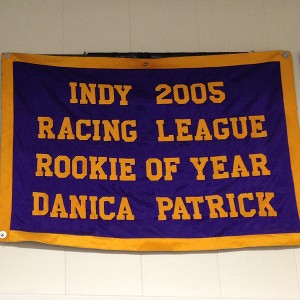 INDY 2005
RACING LEAGUE
ROOKIE OF YEAR
DANICA PATRICK